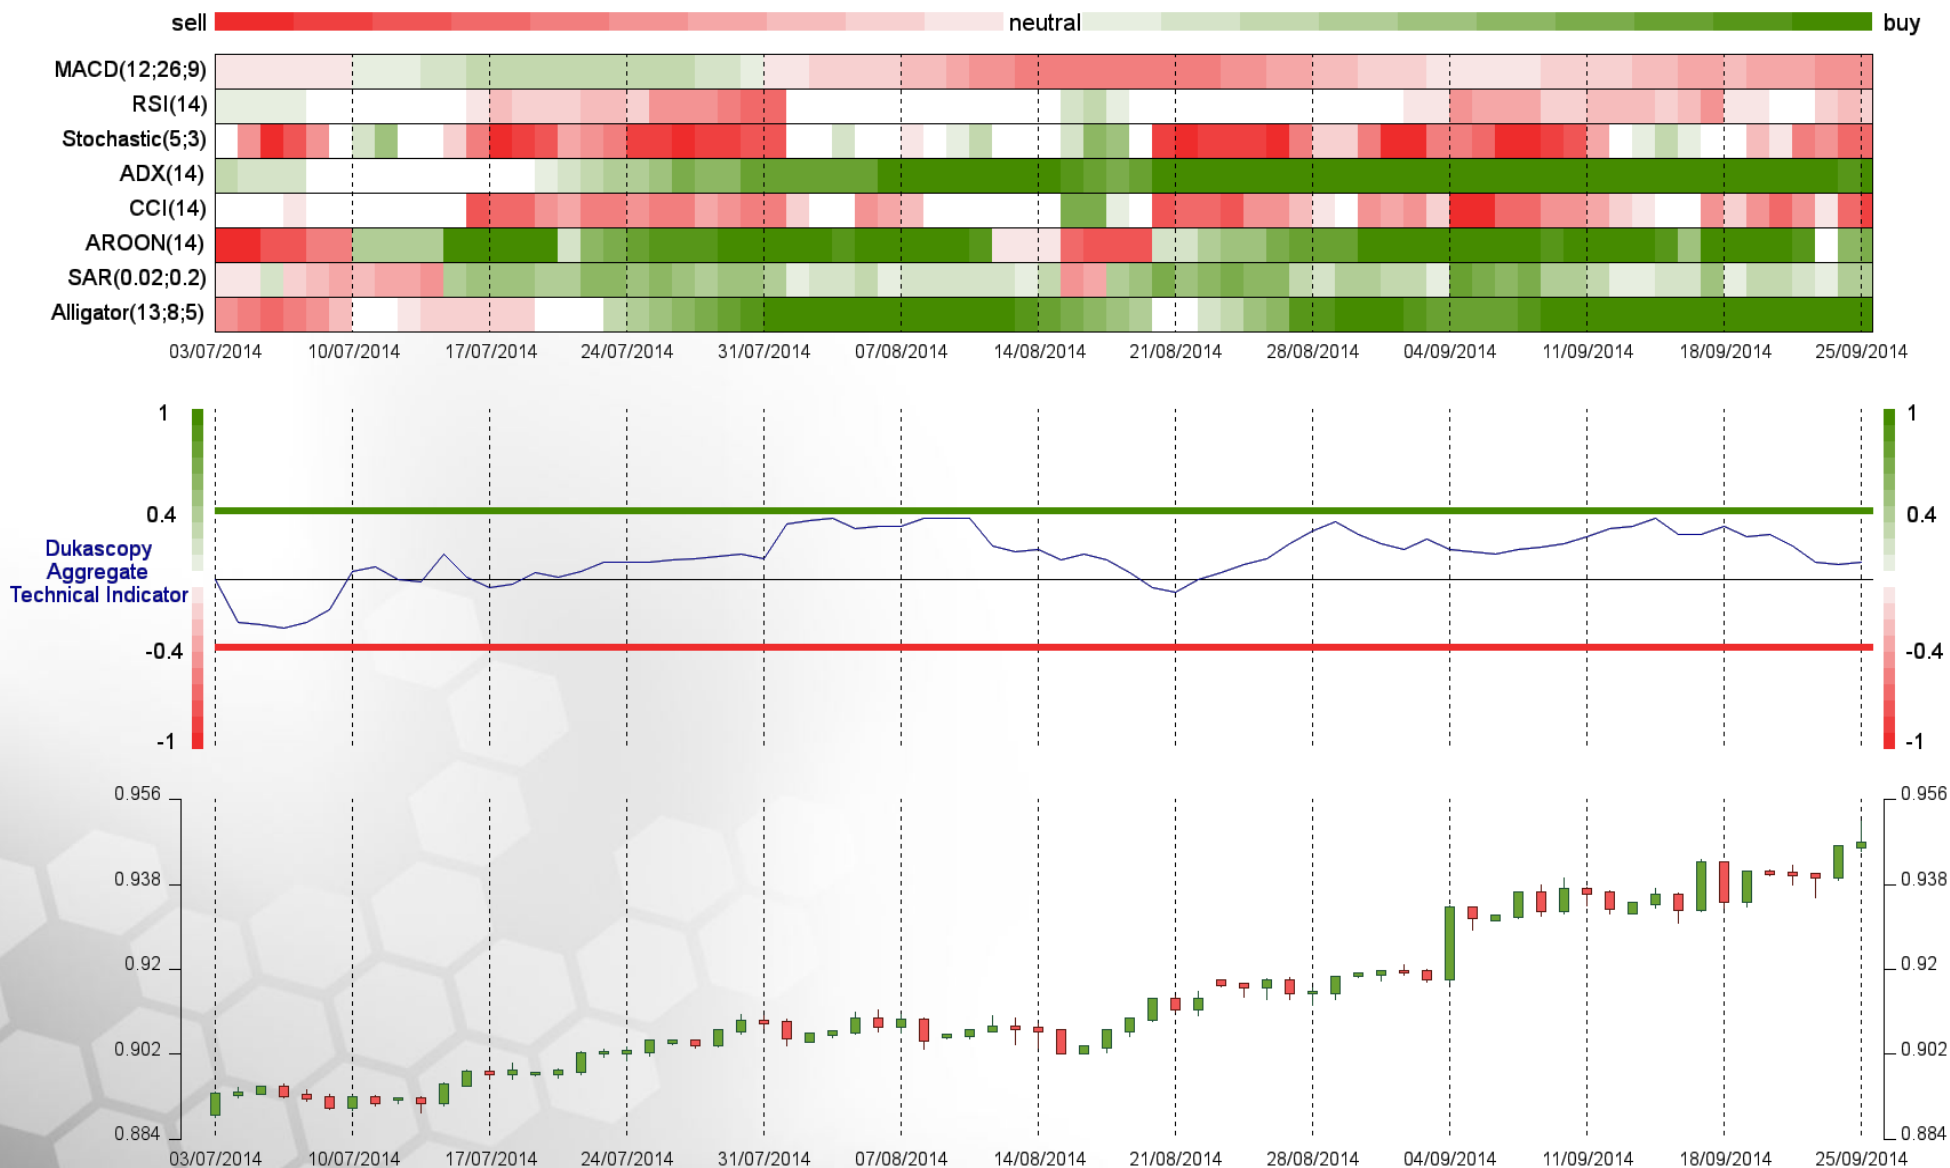 sell neutral buy
MACD(12;26;9)
RSI(14)
Stochastic(5;3)
ADX(14)
CCI(14)
AROON(14)
SAR(0.02;0.2)
Alligator(13;8;5)
03/07/2014 10/07/2014 17/07/2014 24/07/2014 31/07/2014 07/08/2014 14/08/2014 21/08/2014 28/08/2014 04/09/2014 11/09/2014 18/09/2014 25/09/2014
1 1
0.4 0.4
Dukascopy
Aggregate
Technical Indicator
-0.4 -0.4
-1 -1
0.956 0.956
0.938 0.938
0.92 0.92
0.902 0.902
0.884 0.884
03/07/2014 10/07/2014 17/07/2014 24/07/2014 31/07/2014 07/08/2014 14/08/2014 21/08/2014 28/08/2014 04/09/2014 11/09/2014 18/09/2014 25/09/2014